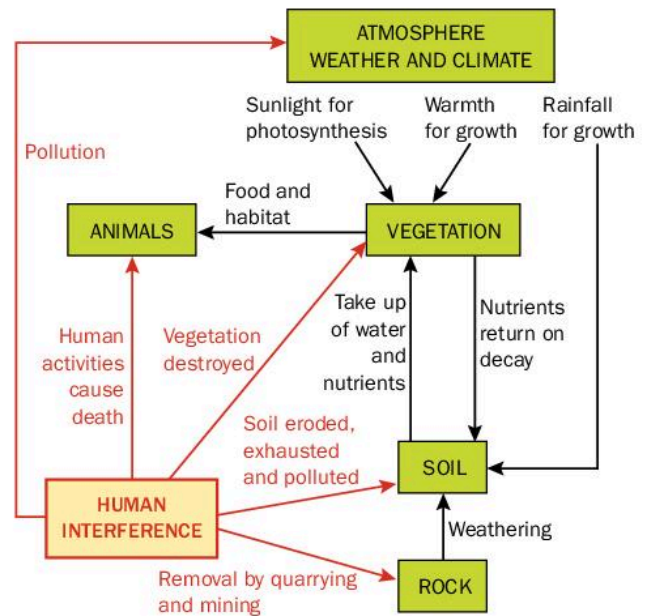 ATMOSPHERE
WEATHER AND CLIMATE
Sunlight for
photosynthesis
Warmth
for growth
Rainfall
for growth
Pollution
Food and
habitat
ANIMALS
VEGETATION
Human
activities
cause
death
Vegetation
destroyed
Take up
of water
and
nutrients
Nutrients
return on
decay
Soil eroded,
exhausted
and polluted
SOIL
HUMAN
INTERFERENCE
Weathering
Removal by quarrying
and mining
ROCK